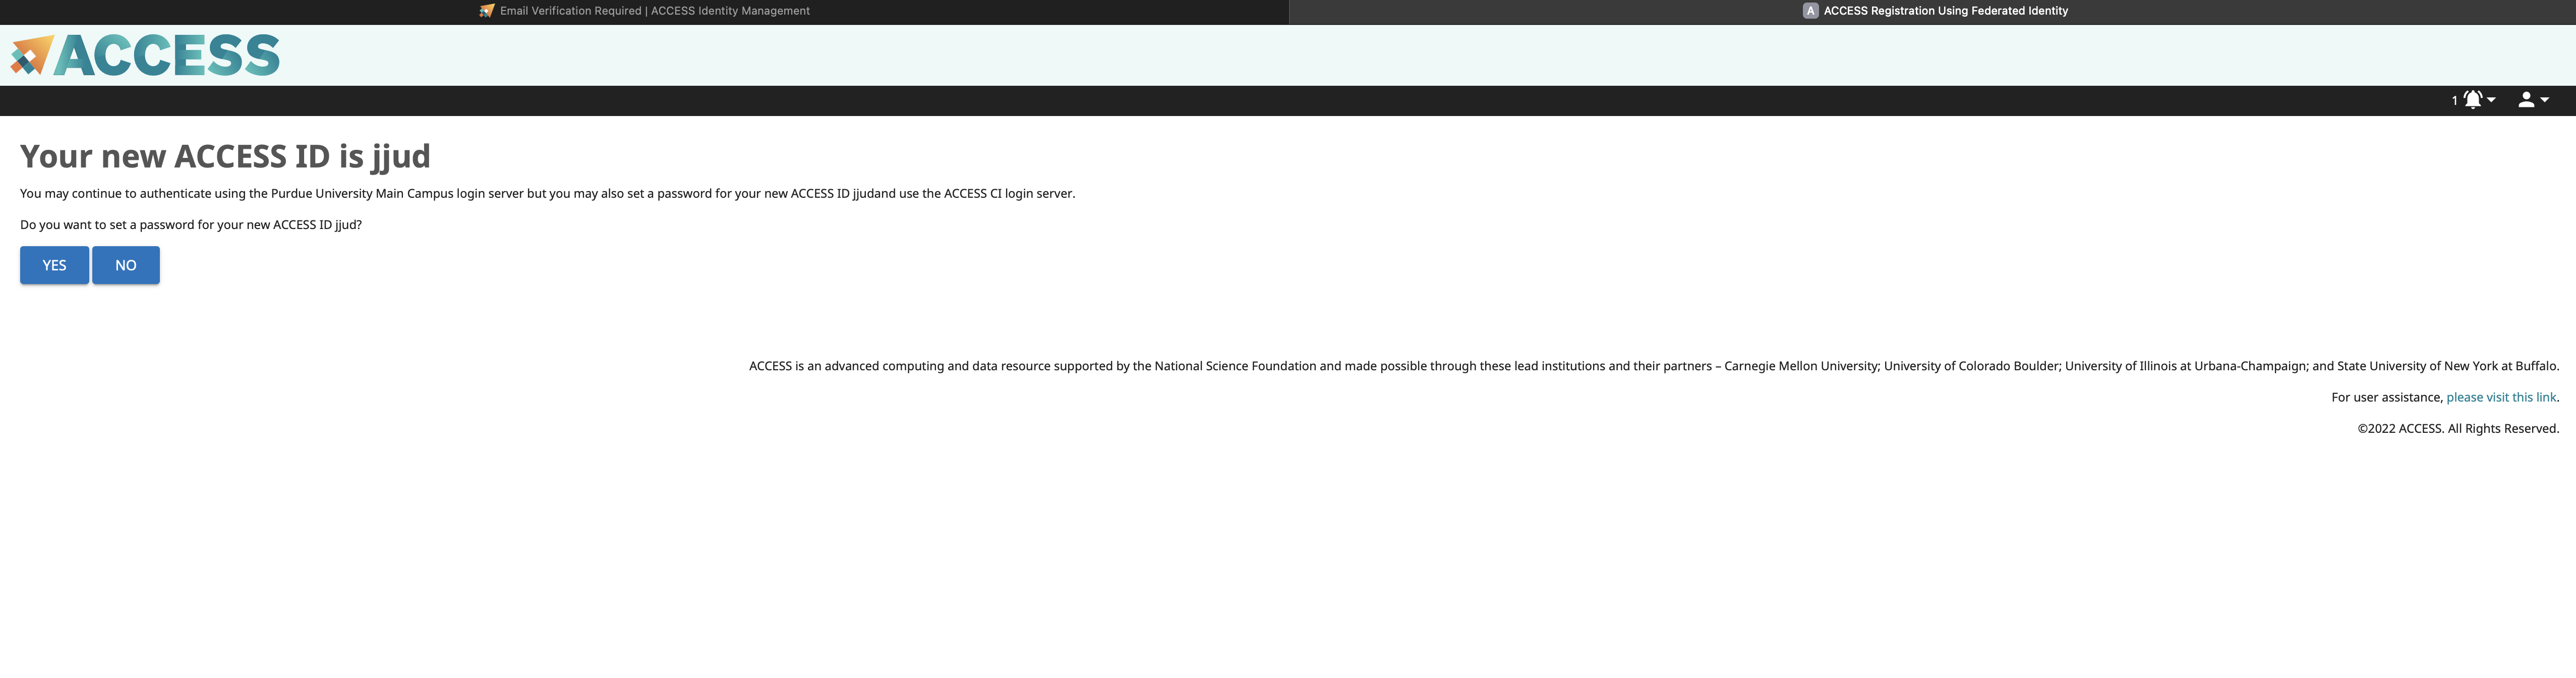 Email Verification Required | ACCESS Identity Management
A ACCESS Registration Using Federated Identity
ACCESS
1
Your new ACCESS ID is jjud
You may continue to authenticate using the Purdue University Main Campus login server but you may also set a password for your new ACCESS ID jjudand use the ACCESS CI login server.
Do you want to set a password for your new ACCESS ID jjud?
YES NO
ACCESS is an advanced computing and data resource supported by the National Science Foundation and made possible through these lead institutions and their partners – Carnegie Mellon University; University of Colorado Boulder; University of Illinois at Urbana-Champaign; and State University of New York at Buffalo.
For user assistance, please visit this link.
©2022 ACCESS. All Rights Reserved.